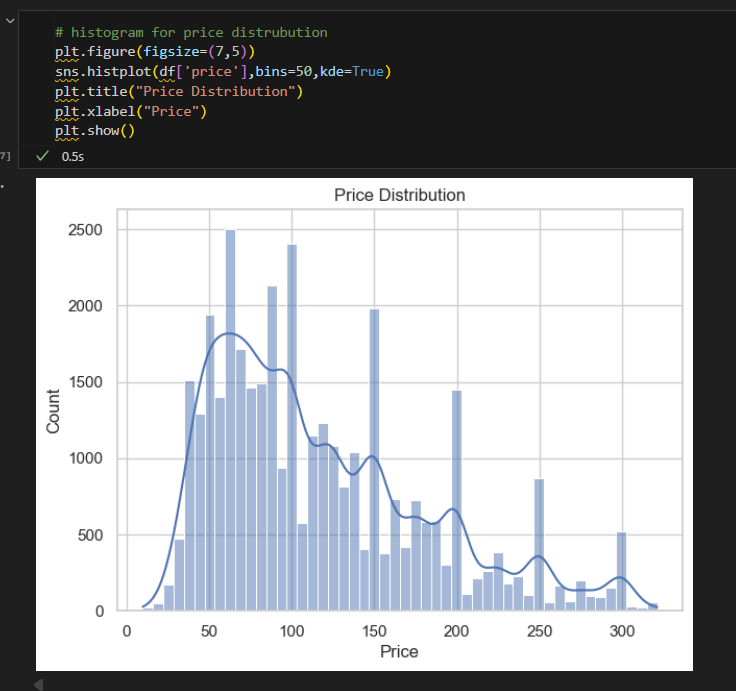 # histogram for price distrubution
plt.figure(figsize=(7,5))
sns.histplot(df['price'],bins=50,kde=True)
plt.title("Price Distribution")
plt.xlabel("Price")
plt.show()
7]
0.5s
Price Distribution
2500
2000
1500
1000
500
0
Count
0 50 100 150 200 250 300
Price